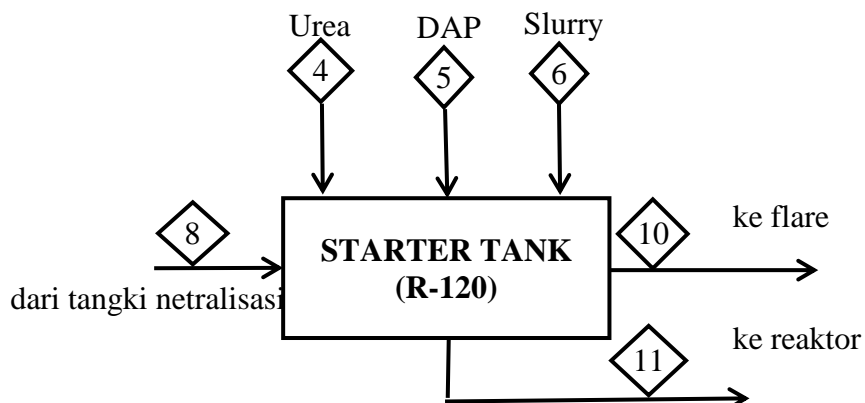 Urea
DAP
Slurry
4
5
6
8
STARTER TANK
(R-120)
10
ke flare
dari tangki netralisasi
11
ke reaktor